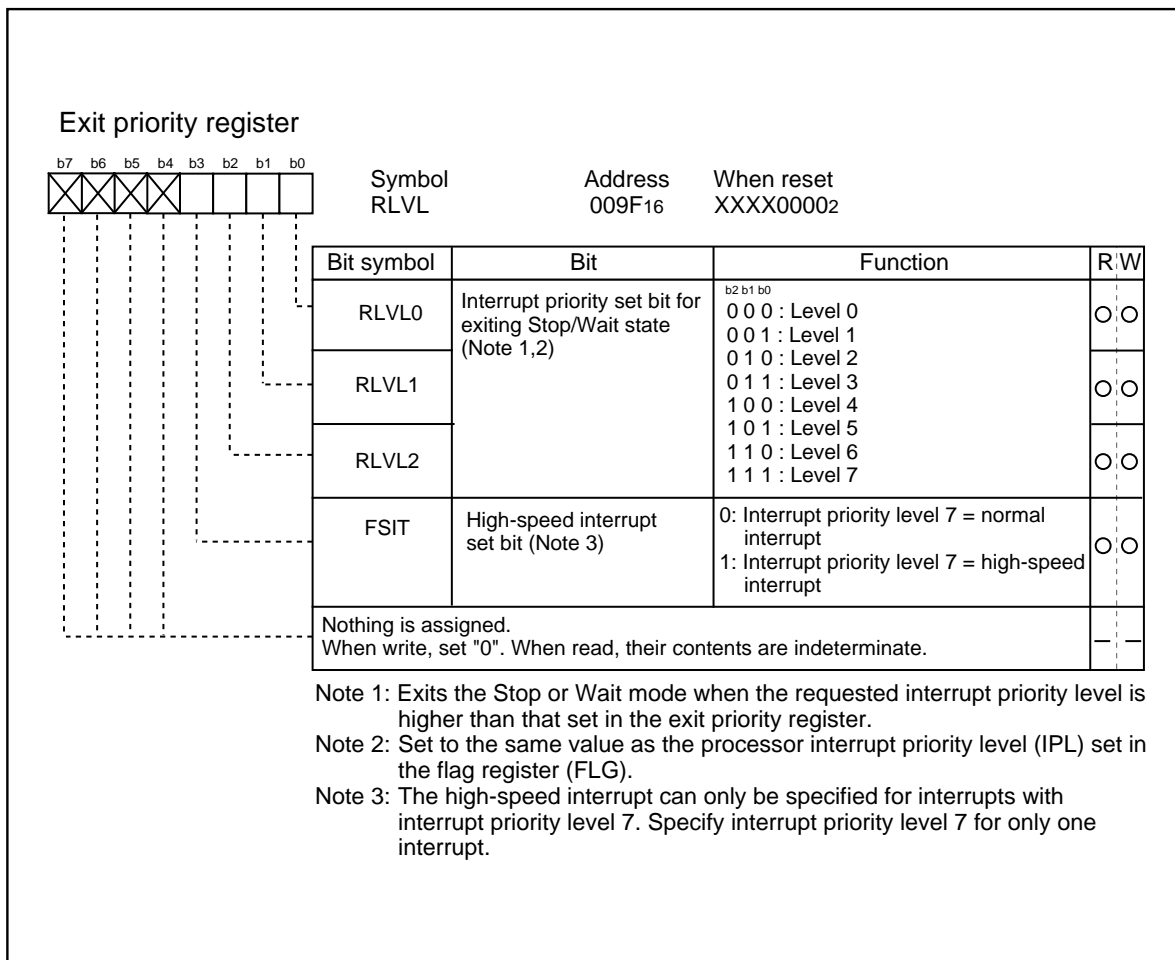 Exit priority register
b7 b6 b5 b4 b3 b2 b1 b0
Symbol Address When reset
RLVL 009F16 XXXX00002
Bit symbol Bit Function R W
RLVL0
Interrupt priority set bit for
exiting Stop/Wait state
(Note 1,2)
b2 b1 b0
0 0 0 : Level 0
0 0 1 : Level 1
0 1 0 : Level 2
0 1 1 : Level 3
1 0 0 : Level 4
1 0 1 : Level 5
1 1 0 : Level 6
1 1 1 : Level 7
RLVL1
RLVL2
FSIT
High-speed interrupt
set bit (Note 3)
0: Interrupt priority level 7 = normal
interrupt
1: Interrupt priority level 7 = high-speed
interrupt
Nothing is assigned.
When write, set "0". When read, their contents are indeterminate.
Note 1: Exits the Stop or Wait mode when the requested interrupt priority level is
higher than that set in the exit priority register.
Note 2: Set to the same value as the processor interrupt priority level (IPL) set in
the flag register (FLG).
Note 3: The high-speed interrupt can only be specified for interrupts with
interrupt priority level 7. Specify interrupt priority level 7 for only one
interrupt.